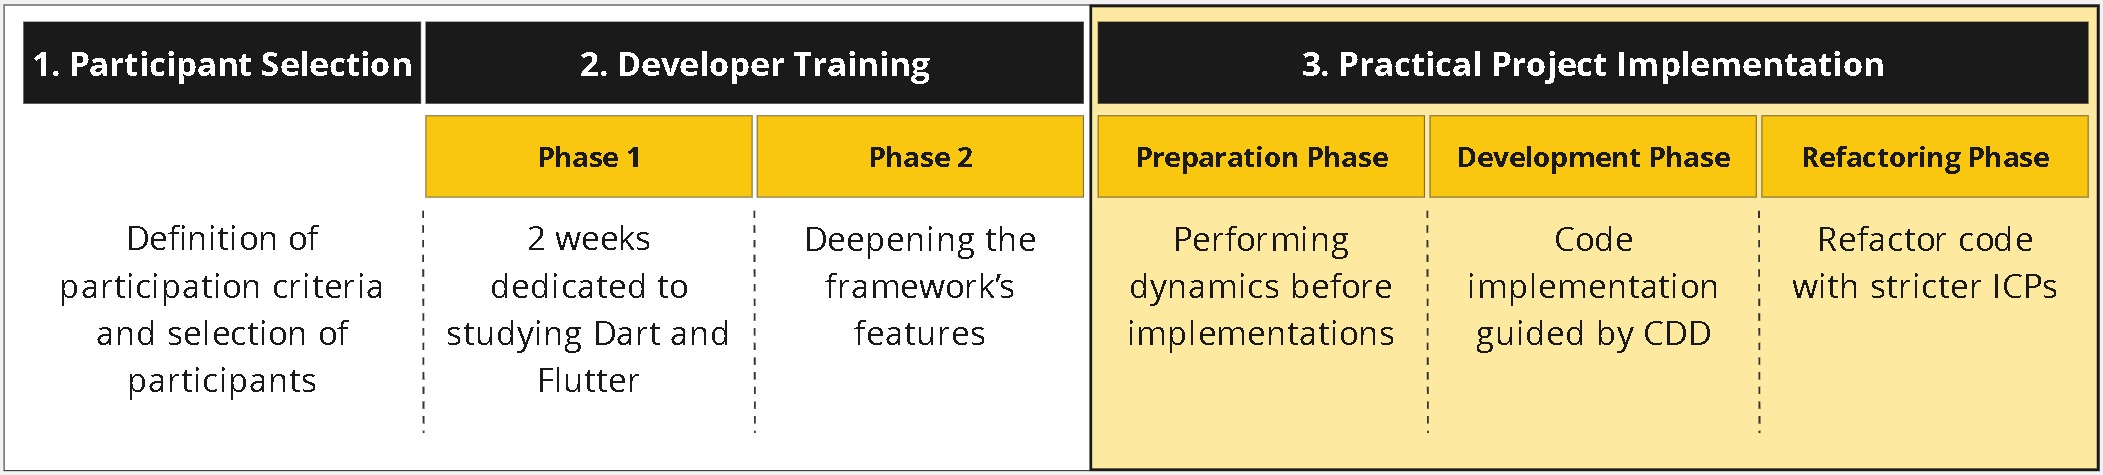 1. Participant Selection
2. Developer Training
3. Practical Project Implementation
Phase 1
Phase 2
Preparation Phase
Development Phase
Refactoring Phase
Definition of
participation criteria
and selection of
participants
2 weeks
dedicated to
studying Dart and
Flutter
Deepening the
framework’s
features
Performing
dynamics before
implementations
Code
implementation
guided by CDD
Refactor code
with stricter ICPs